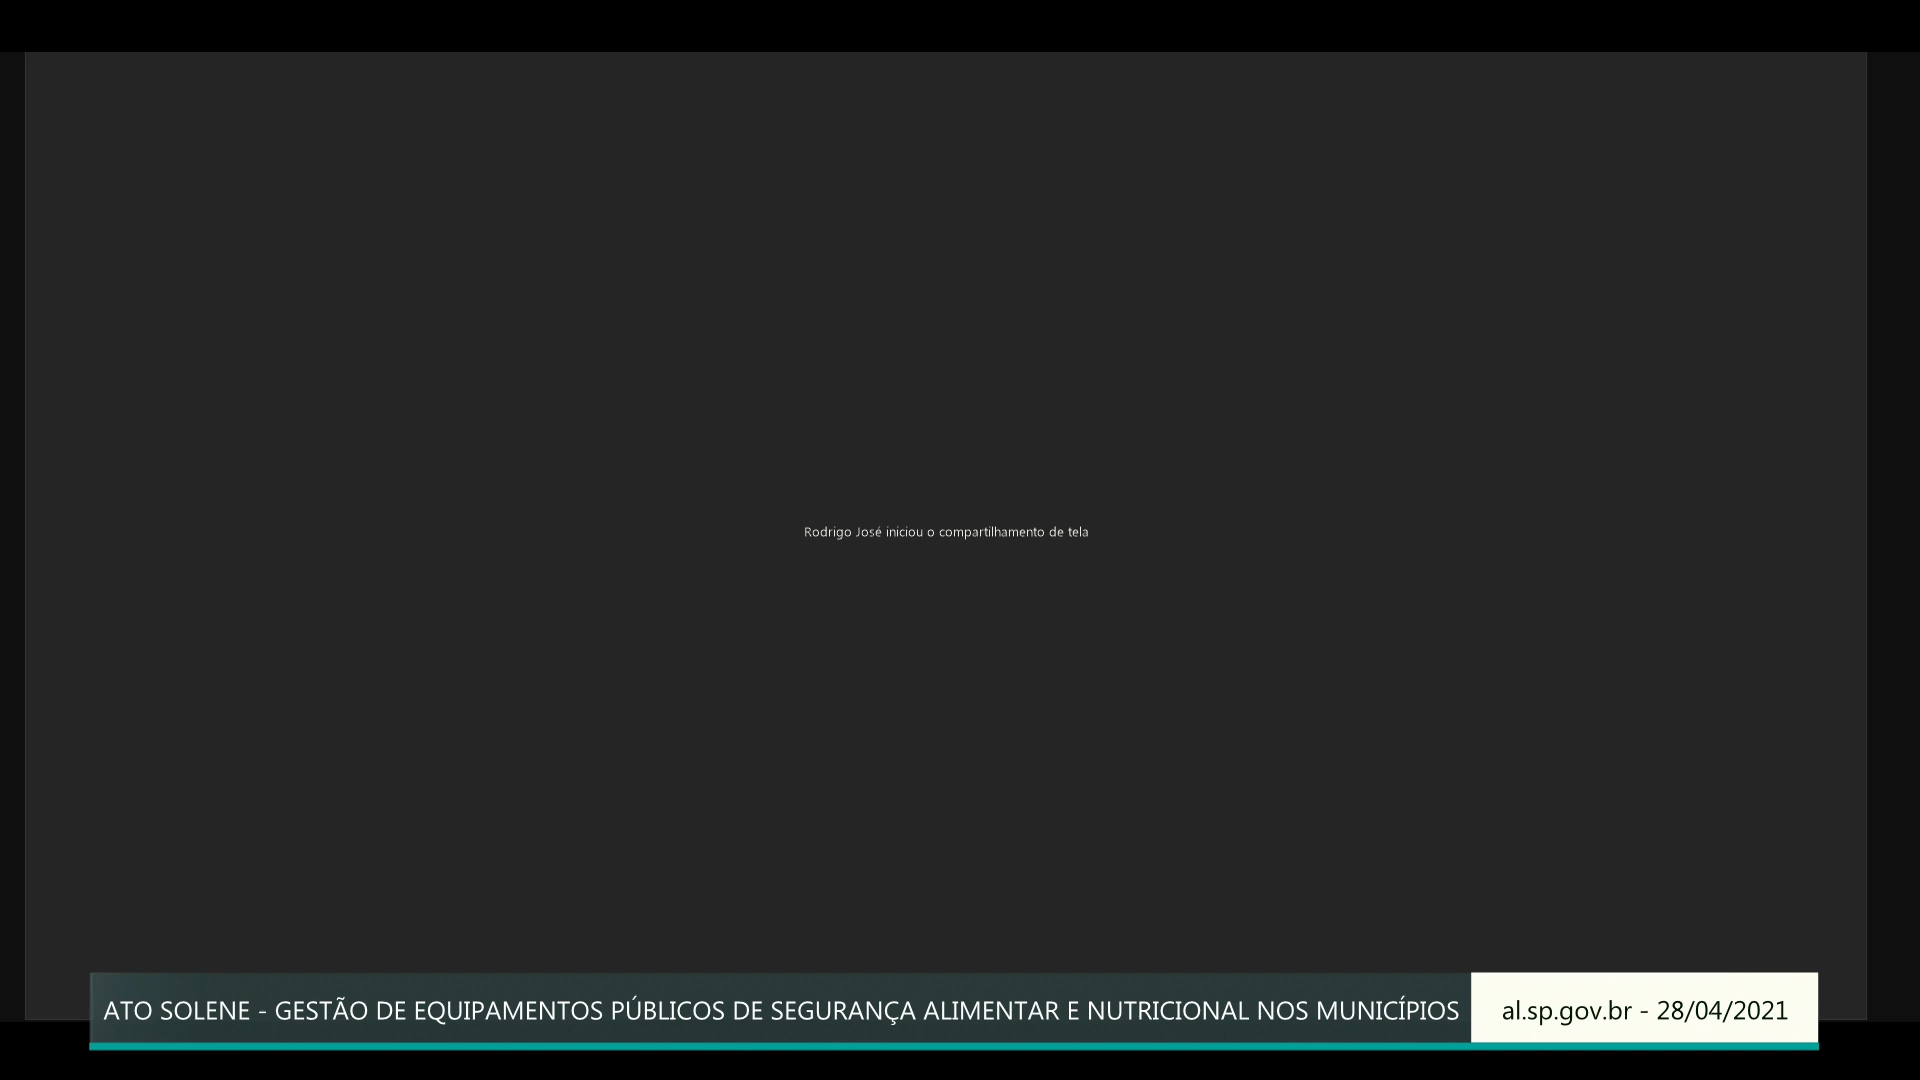 Rodrigo José iniciou o compartilhamento de tela
ATO SOLENE - GESTÃO DE EQUIPAMENTOS PÚBLICOS DE SEGURANÇA ALIMENTAR E NUTRICIONAL NOS MUNICÍPIOS
al.sp.gov.br - 28/04/2021